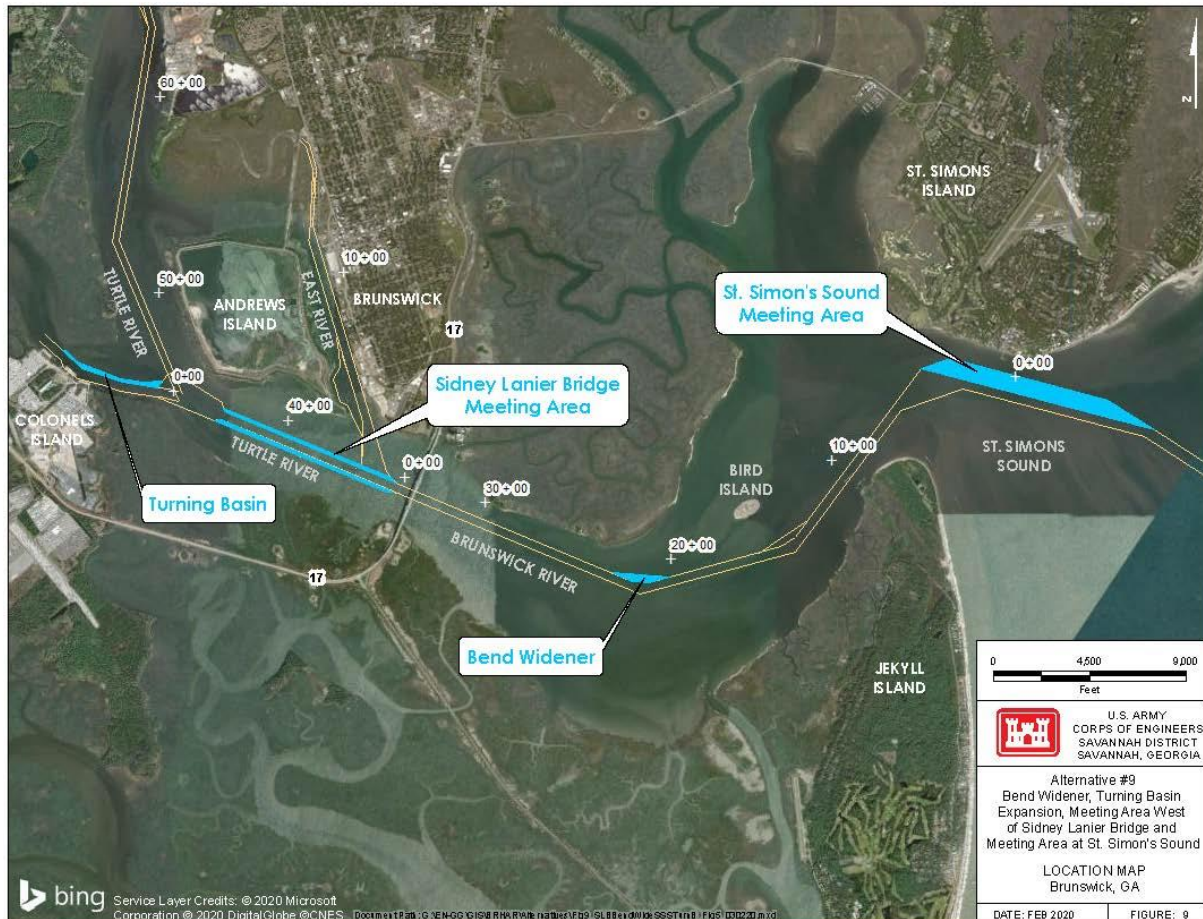 60+00
N
ST. SIMONS
ISLAND
10+00
50+00
TURTLE RIVER
ANDREWS
ISLAND
EAST RIVER
BRUNSWICK
17
St. Simon's Sound
Meeting Area
0+00
0+00
Sidney Lanier Bridge
Meeting Area
40+00
COLONELS
ISLAND
TURTLE RIVER
10+00
ST. SIMONS
SOUND
0+00
BIRD
ISLAND
30+00
Turning Basin
BRUNSWICK RIVER
20+00
17
Bend Widener
JEKYLL
ISLAND
0 4,500 9,000
Feet
U.S. ARMY
CORPS OF ENGINEERS
SAVANNAH DISTRICT
SAVANNAH, GEORGIA
Alternative #9
Bend Widener, Turning Basin
Expansion, Meeting Area West
of Sidney Lanier Bridge and
Meeting Area at St. Simon's Sound
LOCATION MAP
Brunswick, GA
DATE: FEB 2020 FIGURE: 9
bing
Service Layer Credits: © 2020 Microsoft
Corporation © 2020 DigitalGlobe ©CNES
Document Path: